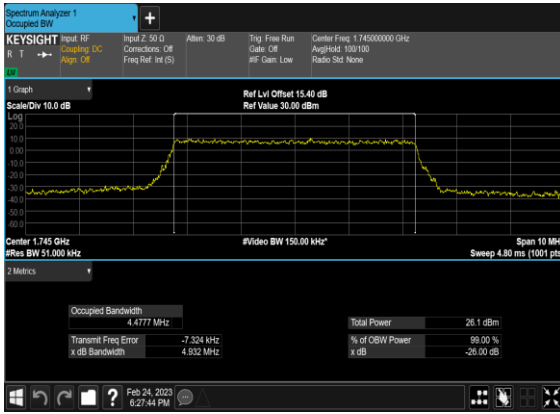 Spectrum Analyzer 1
Occupied BW
+
KEYSIGHT Input: RF Input Z: 50 Ω Atten: 30 dB Trig: Free Run Center Freq: 1.745000000 GHz
R T Coupling: DC Corrections: Off Gate: Off Avg|Hold: 100/100
Align: Off Freq Ref: Int (S) #IF Gain: Low Radio Std: None
LXI
1 Graph
Ref Lvl Offset 15.40 dB
Scale/Div 10.0 dB Ref Value 30.00 dBm
Log
20.0
10.0
0.00
-10.0
-20.0
-30.0
-40.0
-50.0
-60.0
Center 1.745 GHz #Video BW 150.00 kHz* Span 10 MH
#Res BW 51.000 kHz Sweep 4.80 ms (1001 pts
2 Metrics
Occupied Bandwidth
4.4777 MHz Total Power 26.1 dBm
Transmit Freq Error -7.324 kHz % of OBW Power 99.00 %
x dB Bandwidth 4.932 MHz x dB -26.00 dB
?
Feb 24, 2023
6:27:44 PM